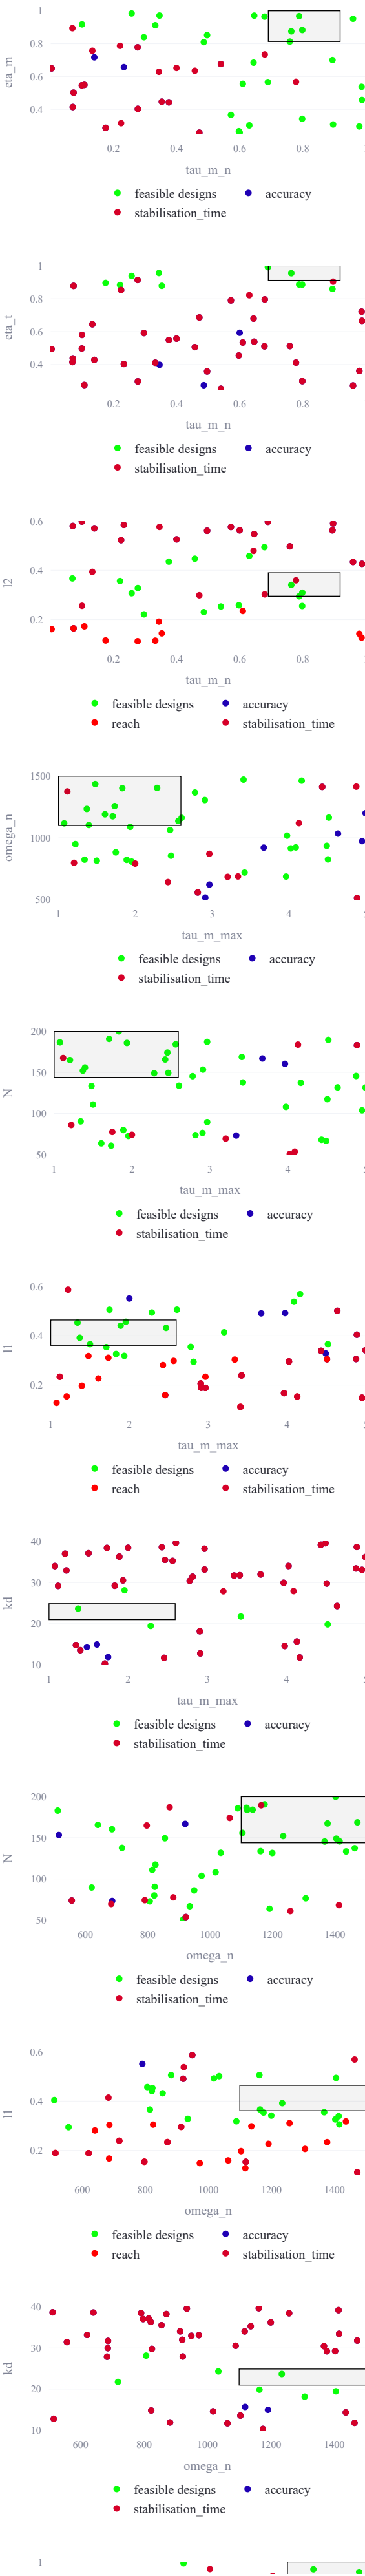 1
0.8
0.6
0.4
eta_m
0.2 0.4 0.6 0.8
tau_m_n
feasible designs accuracy
stabilisation_time
1
0.8
0.6
0.4
eta_t
0.2 0.4 0.6 0.8
tau_m_n
feasible designs accuracy
stabilisation_time
0.6
0.4
0.2
l2
0.2 0.4 0.6 0.8
tau_m_n
feasible designs accuracy
reach stabilisation_time
1500
1000
500
omega_n
1 2 3 4
tau_m_max
feasible designs accuracy
stabilisation_time
200
150
100
50
N
1 2 3 4
tau_m_max
feasible designs accuracy
stabilisation_time
0.6
0.4
0.2
l1
1 2 3 4
tau_m_max
feasible designs accuracy
reach stabilisation_time
40
30
20
10
kd
1 2 3 4
tau_m_max
feasible designs accuracy
stabilisation_time
200
150
100
50
N
600 800 1000 1200 1400
omega_n
feasible designs accuracy
stabilisation_time
0.6
0.4
0.2
l1
600 800 1000 1200 1400
omega_n
feasible designs accuracy
reach stabilisation_time
40
30
20
10
kd
600 800 1000 1200 1400
omega_n
feasible designs accuracy
stabilisation_time
1